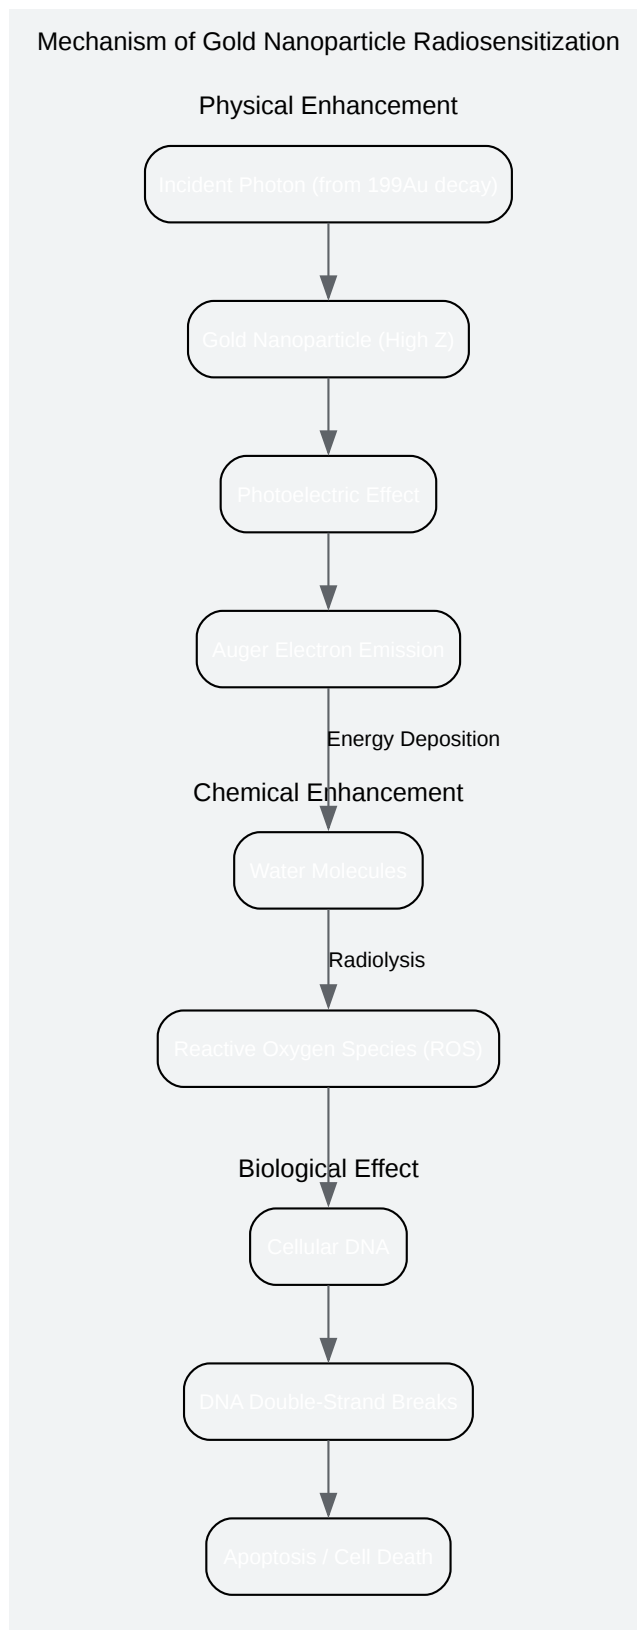 Mechanism of Gold Nanoparticle Radiosensitization
Physical Enhancement
Incident Photon (from 199Au decay)
Gold Nanoparticle (High Z)
Photoelectric Effect
Auger Electron Emission
Energy Deposition
Chemical Enhancement
Water Molecules
Radiolysis
Reactive Oxygen Species (ROS)
Biological Effect
Cellular DNA
DNA Double-Strand Breaks
Apoptosis / Cell Death